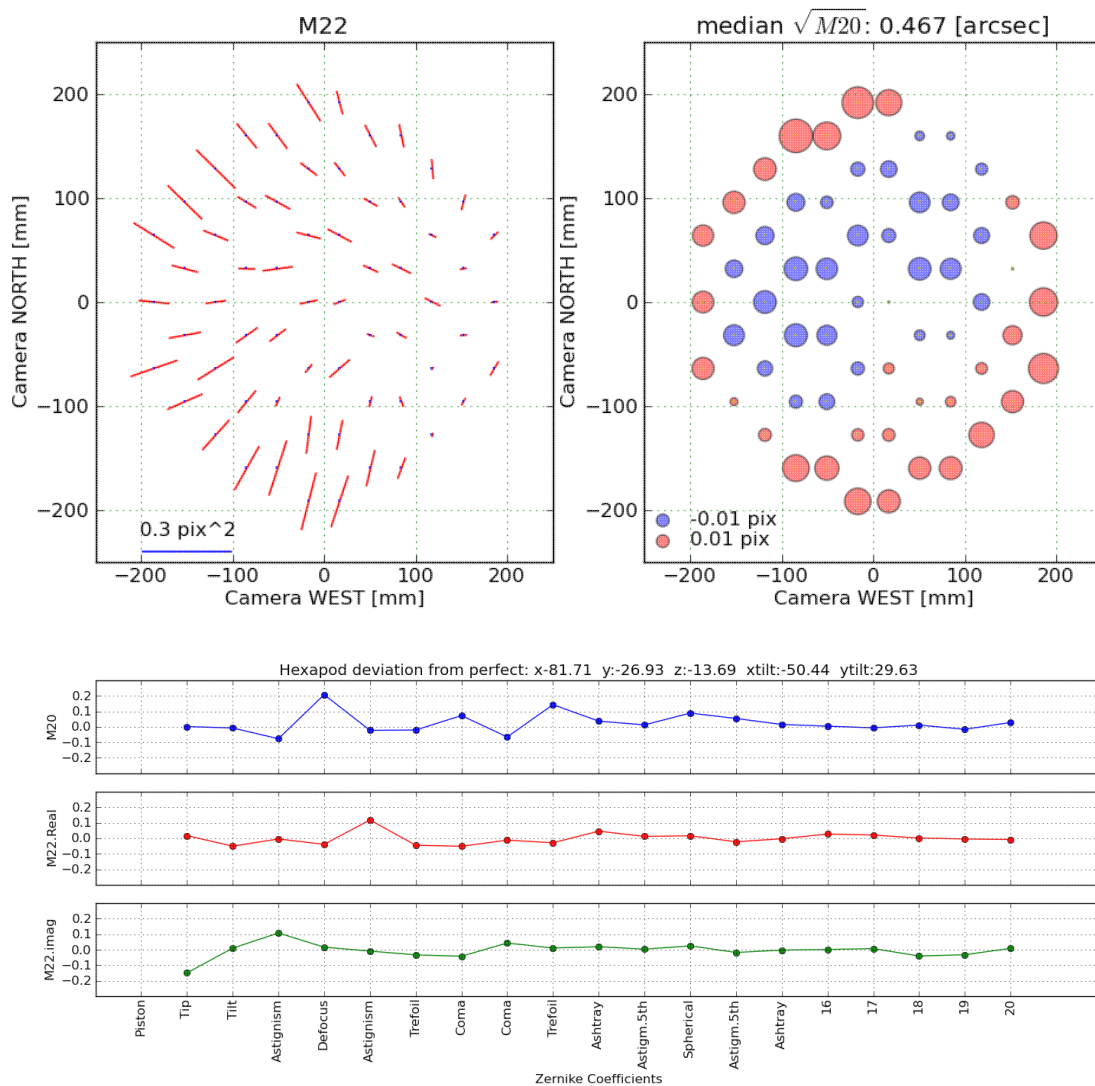 M22
median √M20: 0.467 [arcsec]
Camera NORTH [mm]
200
100
0
−100
−200
0.3 pix^2
−200 −100 0 100 200
Camera WEST [mm]
Camera NORTH [mm]
200
100
0
−100
−200
-0.01 pix
0.01 pix
−200 −100 0 100 200
Camera WEST [mm]
Hexapod deviation from perfect: x-81.71 y:-26.93 z:-13.69 xtilt:-50.44 ytilt:29.63
M20
0.2
0.1
0.0
−0.1
−0.2
M22.Real
0.2
0.1
0.0
−0.1
−0.2
M22.imag
0.2
0.1
0.0
−0.1
−0.2
Piston
Tip
Tilt
Astignism
Defocus
Astignism
Trefoil
Coma
Coma
Trefoil
Ashtray
Astigm.5th
Spherical
Astigm.5th
Ashtray
16
17
18
19
20
Zernike Coefficients